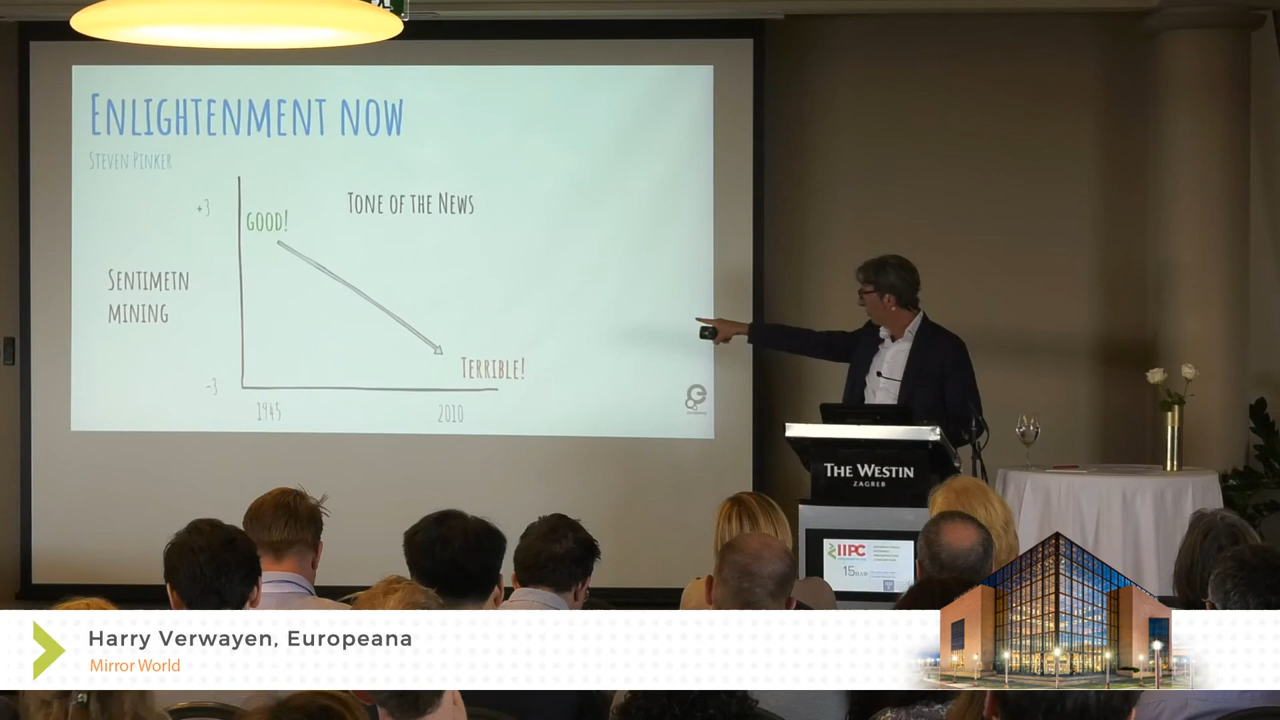 ENLIGHTENMENT NOW
STEVEN PINKER
+3
GOOD!
TONE OF THE NEWS
SENTIMETN
MINING
TERRIBLE!
-3
1945
2010
THE WESTIN
ZAGREB
IIPC
15
Harry Verwayen, Europeana
Mirror World